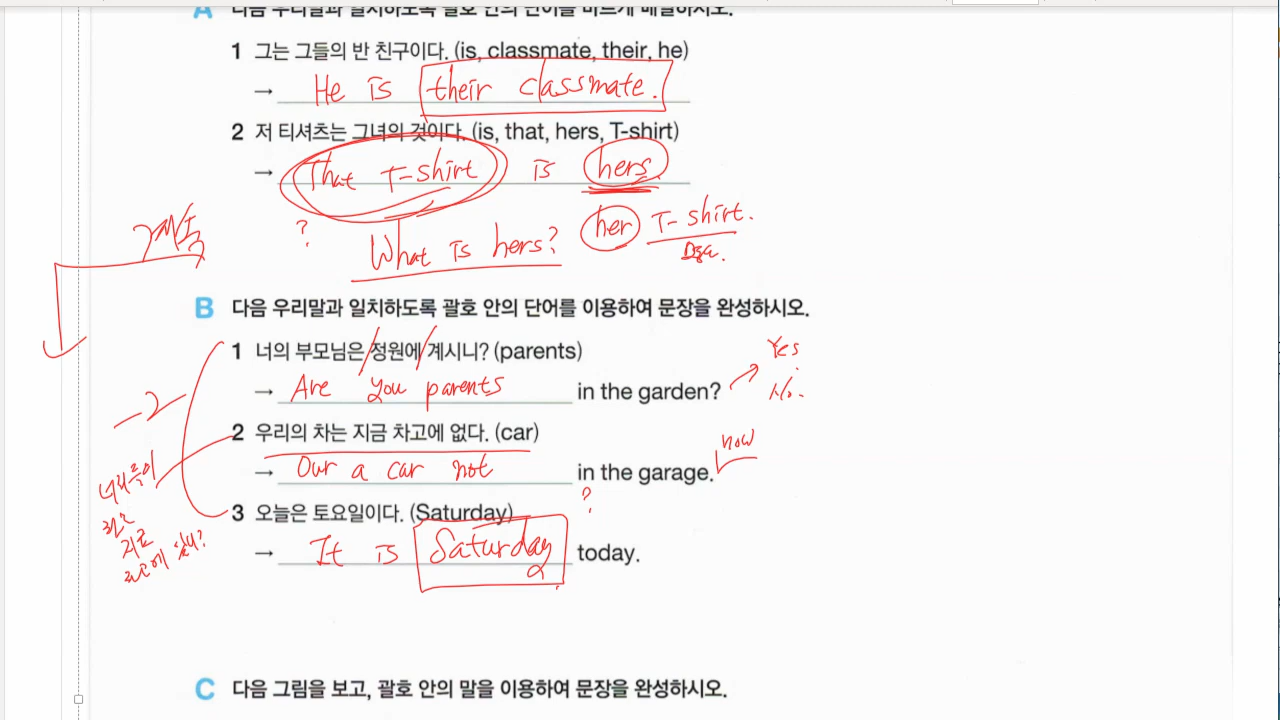 A 다음 우리말과 일치하도록 괄호 안의 단어를 바르게 배열하시오.
1 그는 그들의 반 친구이다. (is, classmate, their, he)
→ He is their classmate.
2 저 티셔츠는 그녀의 것이다. (is, that, hers, T-shirt)
→ That T-shirt is hers.
?
What is hers?
her T-shirt.
B 다음 우리말과 일치하도록 괄호 안의 단어를 이용하여 문장을 완성하시오.
1 너의 부모님은 정원에 계시니? (parents)
→ Are you parents in the garden?
Yes
No.
-2
2 우리의 차는 지금 차고에 없다. (car)
→ Our a car not in the garage.
now
?
3 오늘은 토요일이다. (Saturday)
→ It is Saturday today.
C 다음 그림을 보고, 괄호 안의 말을 이용하여 문장을 완성하시오.